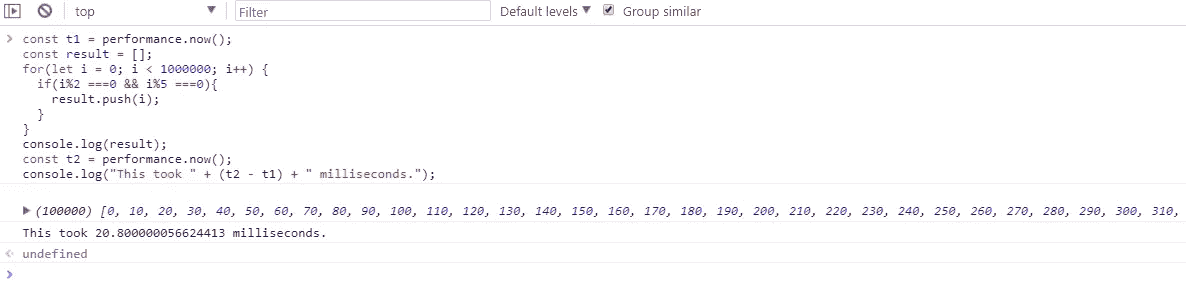 top Filter Default levels Group similar
const t1 = performance.now();
const result = [];
for(let i = 0; i < 1000000; i++) {
  if(i%2 ===0 && i%5 ===0){
    result.push(i);
  }
}
console.log(result);
const t2 = performance.now();
console.log("This took " + (t2 - t1) + " milliseconds.");
(100000) [0, 10, 20, 30, 40, 50, 60, 70, 80, 90, 100, 110, 120, 130, 140, 150, 160, 170, 180, 190, 200, 210, 220, 230, 240, 250, 260, 270, 280, 290, 300, 310,
This took 20.800000056624413 milliseconds.
undefined